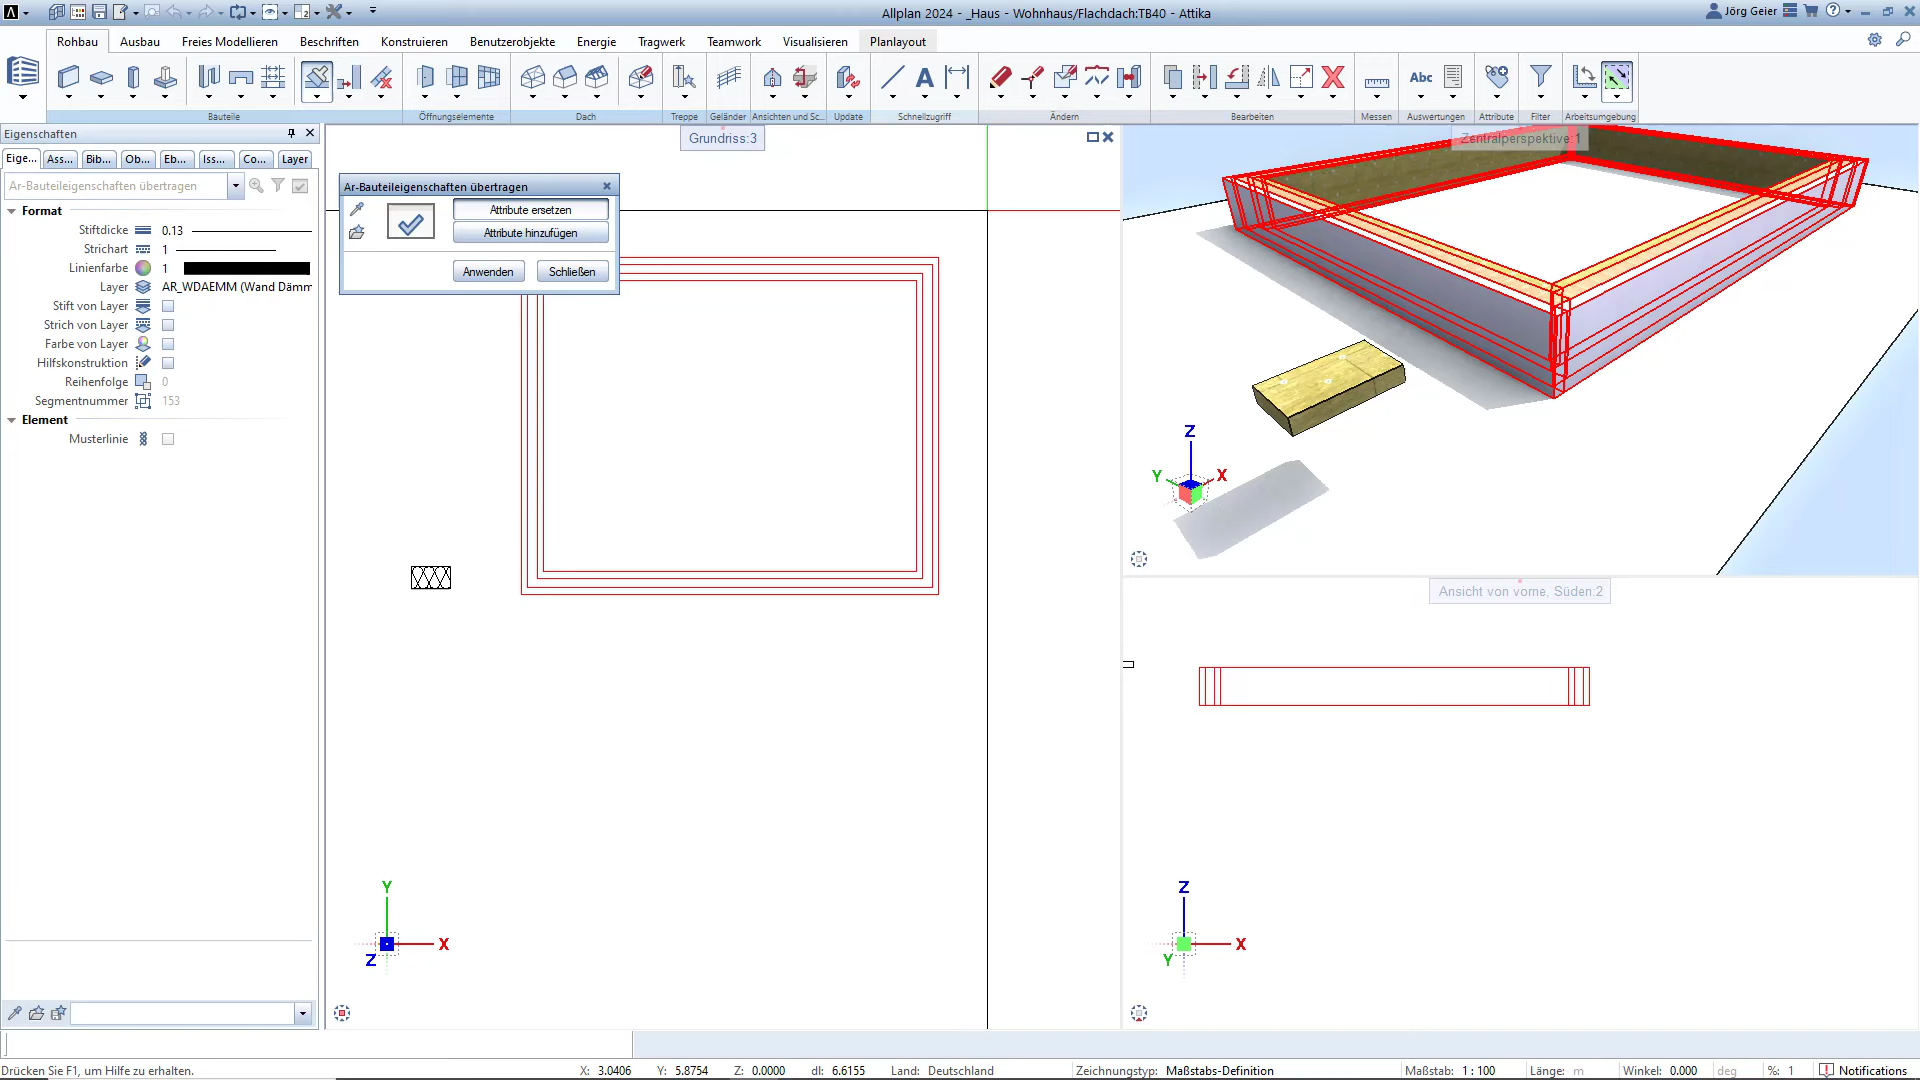 Allplan 2024 - _Haus - Wohnhaus/Flachdach:TB40 - Attika
Jörg Geier
Rohbau Ausbau Freies Modellieren Beschriften Konstruieren Benutzerobjekte Energie Tragwerk Teamwork Visualisieren Planlayout
Abc
Bauteile Öffnungselemente Dach Treppe Geländer Ansichten und Sc... Update Schnellzugriff Ändern Bearbeiten Messen Auswertungen Attribute Filter Arbeitsumgebung
Eigenschaften
Eige... Ass... Bib... Ob... Eb... Iss... Co... Layer
Ar-Bauteileigenschaften übertragen
Format
Stiftdicke 0.13
Strichart 1
Linienfarbe 1
Layer AR_WDAEMM (Wand Dämm
Stift von Layer
Strich von Layer
Farbe von Layer
Hilfskonstruktion
Reihenfolge 0
Segmentnummer 153
Element
Musterlinie
Grundriss:3
Ar-Bauteileigenschaften übertragen
Attribute ersetzen
Attribute hinzufügen
Anwenden Schließen
Y
X
Z
Zentralperspektive:1
Z
Y X
Ansicht von vorne, Süden:2
Z
X
Y
Drücken Sie F1, um Hilfe zu erhalten. X: 3.0406 Y: 5.8754 Z: 0.0000 dl: 6.6155 Land: Deutschland Zeichnungstyp: Maßstabs-Definition Maßstab: 1 : 100 Länge: m Winkel: 0.000 deg %: 1 Notifications